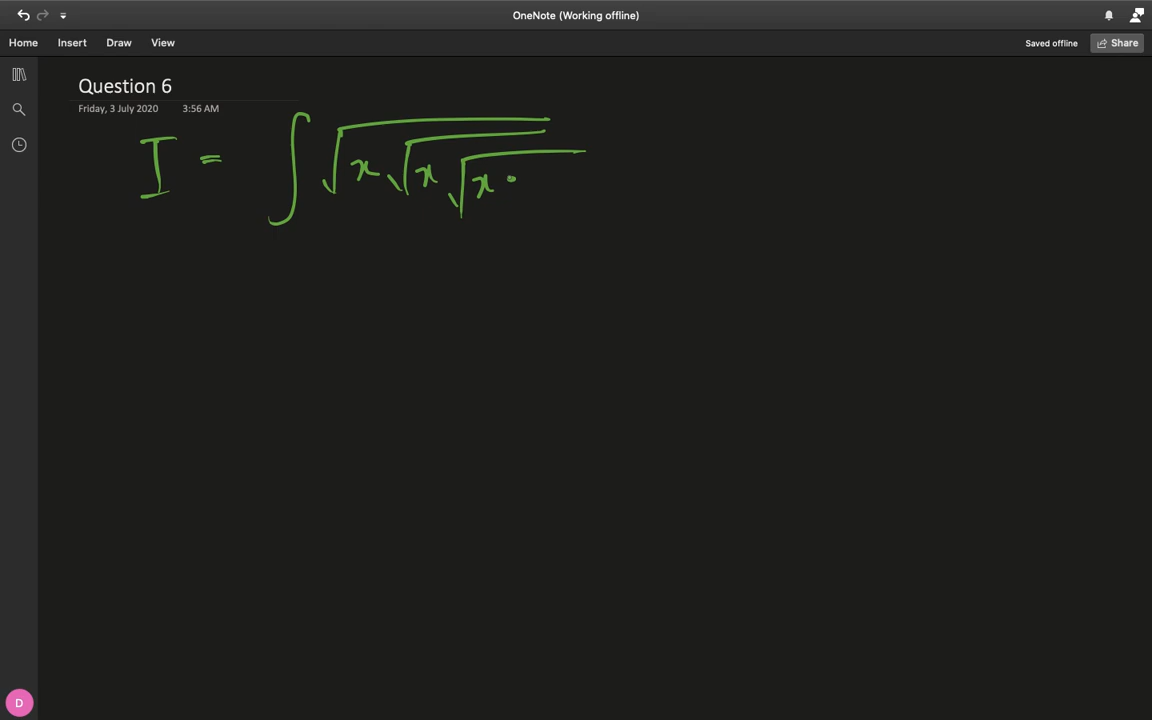 OneNote (Working offline)
Home Insert Draw View
Saved offline Share
Question 6
Friday, 3 July 2020 3:56 AM
I = ∫ √(x √(x √(x .
D